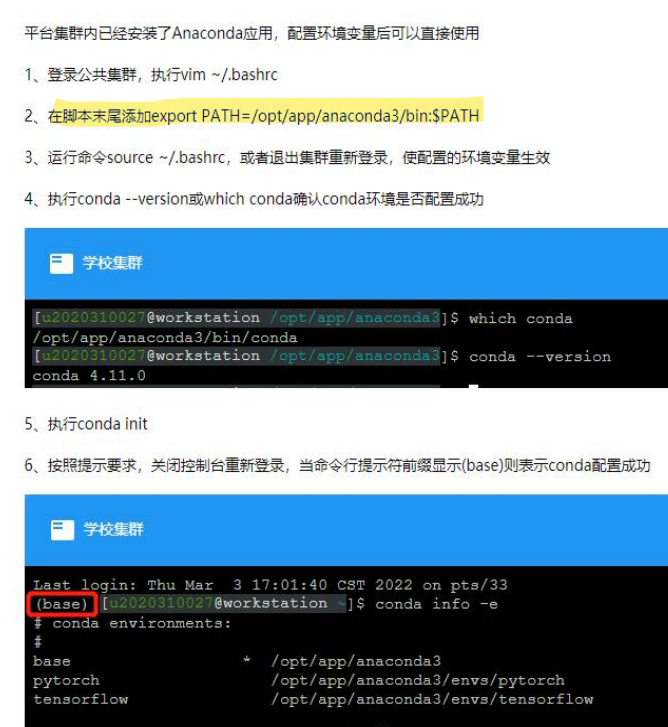 平台集群内已经安装了Anaconda应用，配置环境变量后可以直接使用
1、登录公共集群，执行vim ~/.bashrc
2、在脚本末尾添加export PATH=/opt/app/anaconda3/bin:$PATH
3、运行命令source ~/.bashrc，或者退出集群重新登录，使配置的环境变量生效
4、执行conda --version或which conda确认conda环境是否配置成功
学校集群
[u2020310027@workstation /opt/app/anaconda3]$ which conda
/opt/app/anaconda3/bin/conda
[u2020310027@workstation /opt/app/anaconda3]$ conda --version
conda 4.11.0
5、执行conda init
6、按照提示要求，关闭控制台重新登录，当命令行提示符前缀显示(base)则表示conda配置成功
学校集群
Last login: Thu Mar  3 17:01:40 CST 2022 on pts/33
(base) [u2020310027@workstation ~]$ conda info -e
# conda environments:
#
base                  *  /opt/app/anaconda3
pytorch                  /opt/app/anaconda3/envs/pytorch
tensorflow               /opt/app/anaconda3/envs/tensorflow